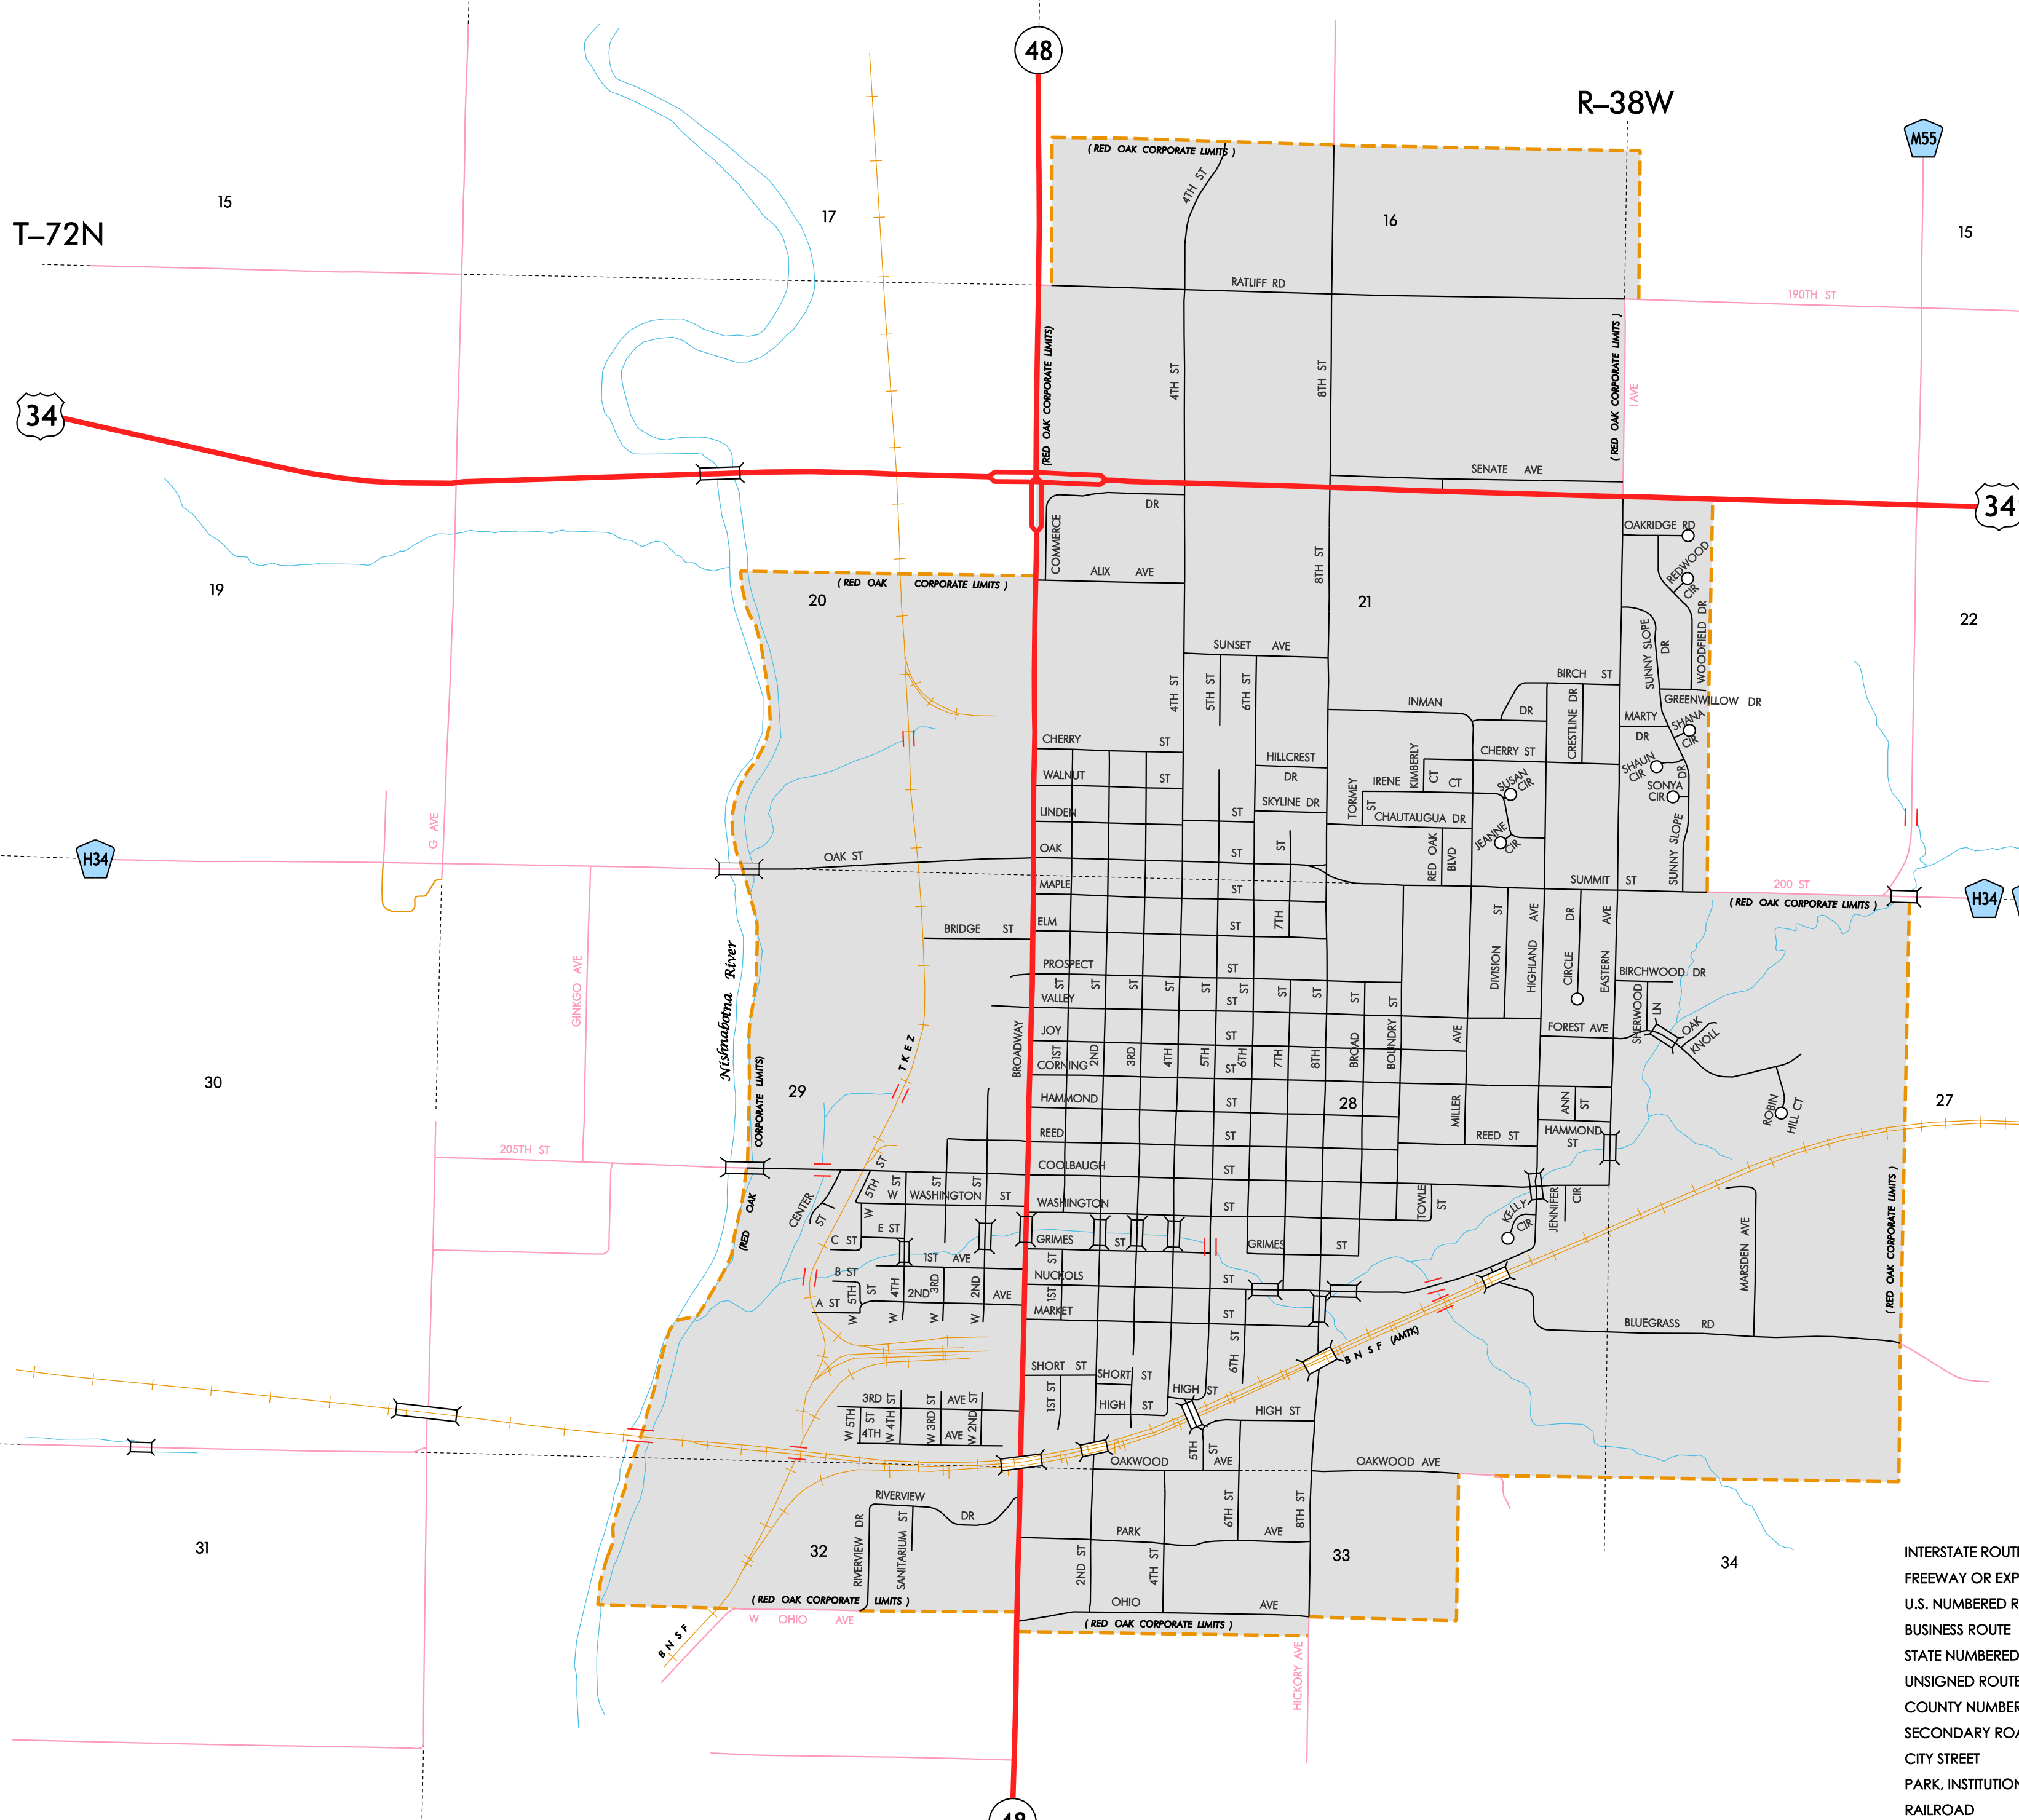 48
R–38W
M55
( RED OAK CORPORATE LIMITS )
4TH ST
15
17
16
15
T–72N
RATLIFF RD
190TH ST
(RED OAK CORPORATE LIMITS)
4TH ST
8TH ST
( RED OAK CORPORATE LIMITS )
I AVE
34
SENATE AVE
34
COMMERCE DR
OAKRIDGE RD
REDWOOD CIR
ALIX AVE
8TH ST
( RED OAK CORPORATE LIMITS )
19
20
21
22
SUNNY SLOPE DR
WOODFIELD DR
SUNSET AVE
4TH ST
5TH ST
6TH ST
BIRCH ST
INMAN DR
CRESTLINE DR
GREENWILLOW DR
MARTY DR
SHANA CIR
CHERRY ST
HILLCREST DR
KIMBERLY CT
CHERRY ST
SHAUN CIR
WALNUT ST
IRENE CT
SUSAN CIR
SONYA CIR
DR
SKYLINE DR
TORMEY ST
LINDEN ST
CHAUTAUGUA DR
G AVE
JEANNE CIR
SUNNY SLOPE
RED OAK BLVD
H34
OAK ST
OAK ST
ST
MAPLE ST
SUMMIT ST
200 ST
( RED OAK CORPORATE LIMITS )
H34
BRIDGE ST
ELM ST
7TH
DIVISION ST
HIGHLAND AVE
CIRCLE DR
EASTERN AVE
Nishnabotna River
GINKGO AVE
PROSPECT ST
BIRCHWOOD DR
ST
ST
ST
ST
ST
ST
ST
ST
ST
ST
VALLEY ST
SHERWOOD LN
OAK KNOLL
FOREST AVE
JOY ST
BROADWAY
1ST
2ND
3RD
4TH
5TH
6TH
7TH
8TH
BROAD
BOUNDRY
MILLER AVE
T K E Z
CORNING ST
30
29
28
27
(RED OAK CORPORATE LIMITS)
HAMMOND ST
ANN ST
ROBIN HILL CT
REED ST
REED ST
HAMMOND ST
205TH ST
COOLBAUGH ST
CENTER ST
W 5TH ST
ST
ST
ST
W WASHINGTON ST
WASHINGTON ST
TOWLE ST
KELLY CIR
JENNIFER CIR
E ST
C ST
GRIMES ST
GRIMES ST
1ST AVE
B ST
NUCKOLS ST
MARSDEN AVE
( RED OAK CORPORATE LIMITS )
W 5TH ST
W 4TH
W 3RD
W 2ND
2ND AVE
1ST ST
A ST
MARKET ST
BLUEGRASS RD
B N S F (AMTK)
6TH ST
SHORT ST
SHORT ST
HIGH ST
3RD AVE
1ST ST
HIGH ST
HIGH ST
W 5TH ST
W 4TH ST
W 3RD ST
W 2ND ST
4TH AVE
5TH ST
OAKWOOD AVE
OAKWOOD AVE
RIVERVIEW DR
RIVERVIEW DR
SANITARIUM ST
6TH ST
8TH ST
PARK AVE
31
32
33
34
2ND ST
4TH ST
( RED OAK CORPORATE LIMITS )
OHIO AVE
W OHIO AVE
( RED OAK CORPORATE LIMITS )
B N S F
HICKORY AVE
INTERSTATE ROUTE
FREEWAY OR EXP
U.S. NUMBERED R
BUSINESS ROUTE
STATE NUMBERED
UNSIGNED ROUTE
COUNTY NUMBER
SECONDARY ROA
CITY STREET
PARK, INSTITUTION
RAILROAD
48